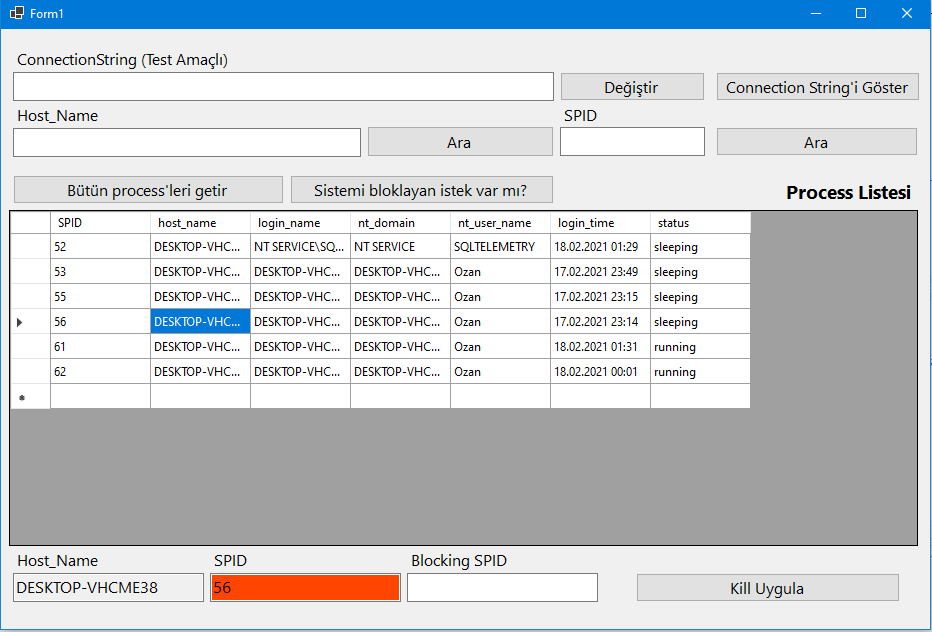 Form1
ConnectionString (Test Amaçlı)
Değiştir Connection String'i Göster
Host_Name SPID
Ara Ara
Bütün process'leri getir Sistemi bloklayan istek var mı? Process Listesi
SPID host_name login_name nt_domain nt_user_name login_time status
52 DESKTOP-VHC... NT SERVICE\SQ... NT SERVICE SQLTELEMETRY 18.02.2021 01:29 sleeping
53 DESKTOP-VHC... DESKTOP-VHC... DESKTOP-VHC... Ozan 17.02.2021 23:49 sleeping
55 DESKTOP-VHC... DESKTOP-VHC... DESKTOP-VHC... Ozan 17.02.2021 23:15 sleeping
56 DESKTOP-VHC... DESKTOP-VHC... DESKTOP-VHC... Ozan 17.02.2021 23:14 sleeping
61 DESKTOP-VHC... DESKTOP-VHC... DESKTOP-VHC... Ozan 18.02.2021 01:31 running
62 DESKTOP-VHC... DESKTOP-VHC... DESKTOP-VHC... Ozan 18.02.2021 00:01 running
Host_Name SPID Blocking SPID
DESKTOP-VHCME38 56 Kill Uygula